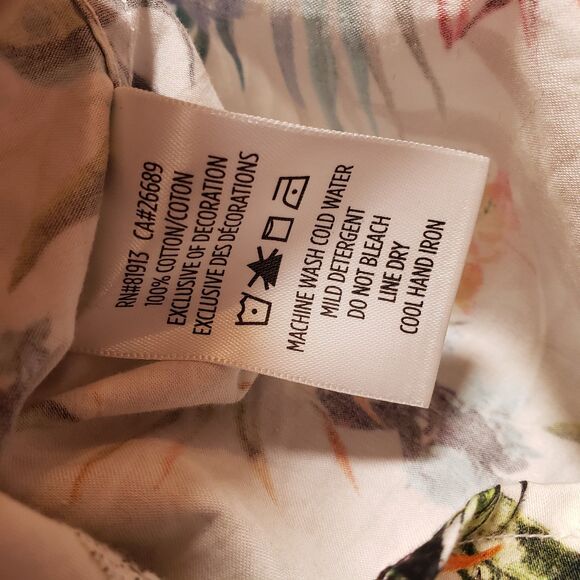 RN#81913 CA#26689
100% COTTON/COTON
EXCLUSIVE OF DECORATION
EXCLUSIVE DES DÉCORATIONS
MACHINE WASH COLD WATER
MILD DETERGENT
DO NOT BLEACH
LINE DRY
COOL HAND IRON